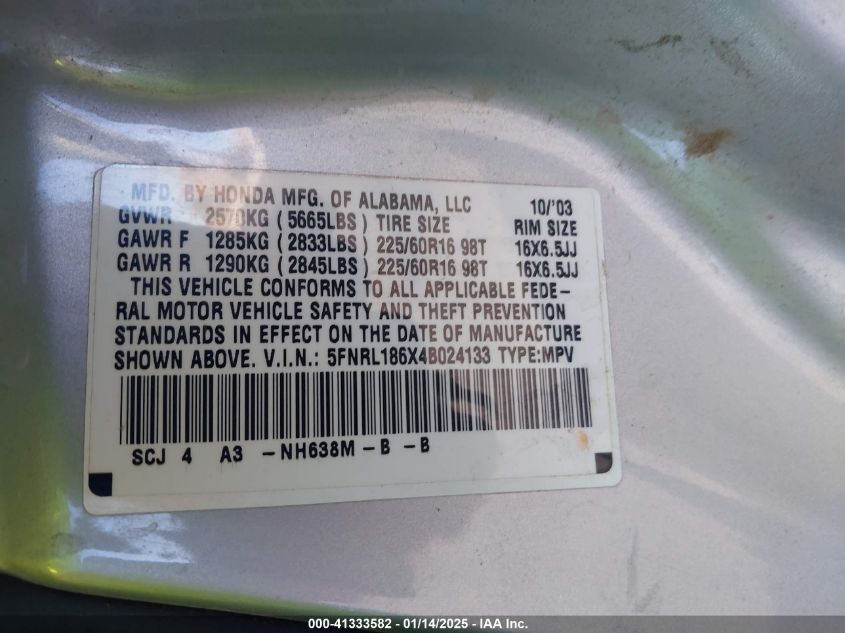 MFD. BY HONDA MFG. OF ALABAMA, LLC 10/'03
GVWR 2570KG (5665LBS) TIRE SIZE RIM SIZE
GAWR F 1285KG (2833LBS) 225/60R16 98T 16X6.5JJ
GAWR R 1290KG (2845LBS) 225/60R16 98T 16X6.5JJ
THIS VEHICLE CONFORMS TO ALL APPLICABLE FEDE-
RAL MOTOR VEHICLE SAFETY AND THEFT PREVENTION
STANDARDS IN EFFECT ON THE DATE OF MANUFACTURE
SHOWN ABOVE. V.I.N.: 5FNRL186X4B024133 TYPE:MPV
SCJ 4 A3 -NH638M-B -B
000-41333582 - 01/14/2025 - IAA Inc.